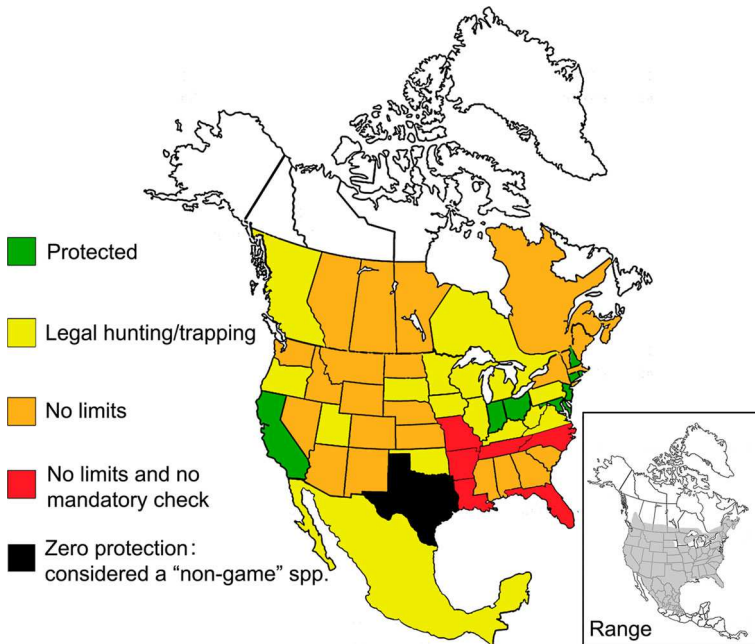 Protected
Legal hunting/trapping
No limits
No limits and no
mandatory check
Zero protection:
considered a “non-game” spp.
Range